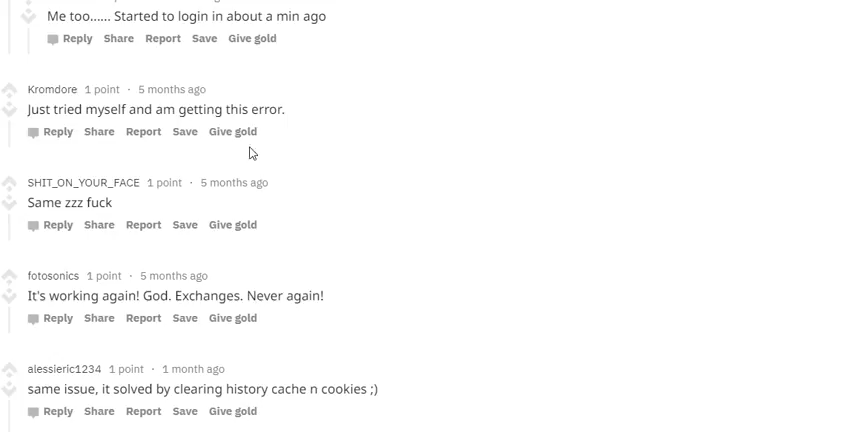 Me too...... Started to login in about a min ago
Reply Share Report Save Give gold
Kromdore 1 point · 5 months ago
Just tried myself and am getting this error.
Reply Share Report Save Give gold
SHIT_ON_YOUR_FACE 1 point · 5 months ago
Same zzz fuck
Reply Share Report Save Give gold
fotosonics 1 point · 5 months ago
It's working again! God. Exchanges. Never again!
Reply Share Report Save Give gold
alessieric1234 1 point · 1 month ago
same issue, it solved by clearing history cache n cookies ;)
Reply Share Report Save Give gold